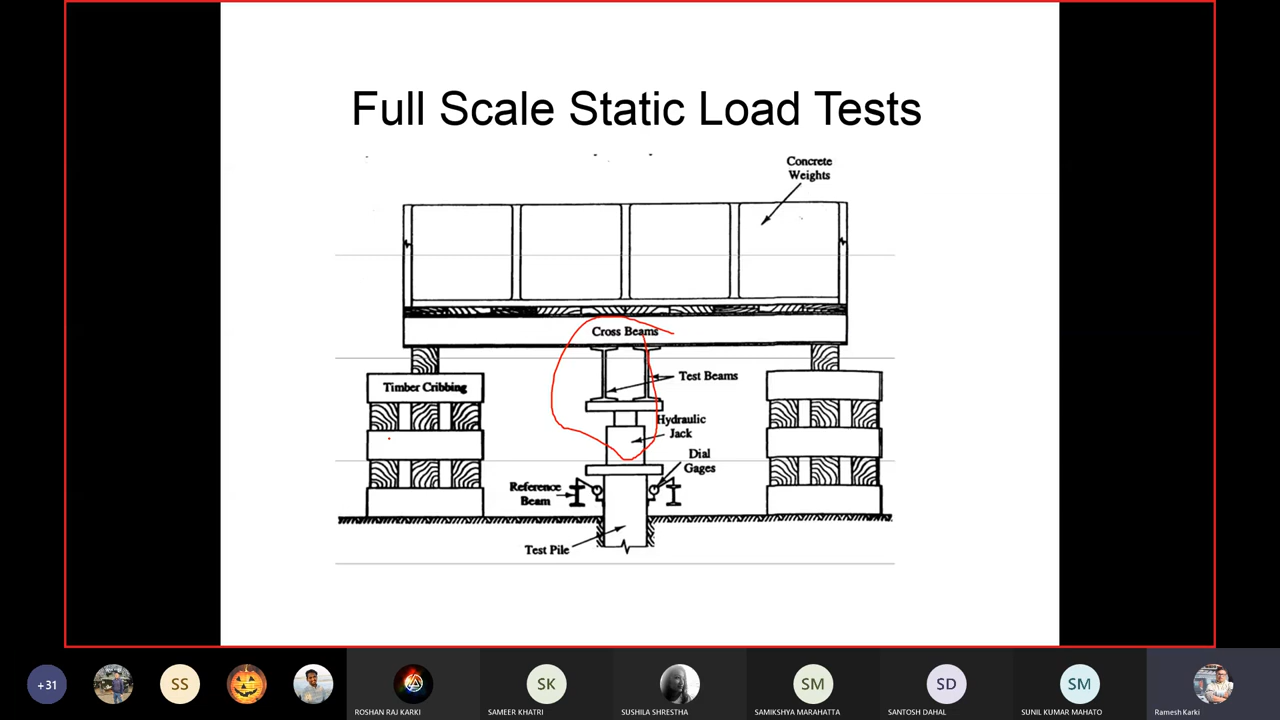 Full Scale Static Load Tests
Concrete
Weights
Cross Beams
Test Beams
Timber Cribbing
Hydraulic
Jack
Dial
Gages
Reference
Beam
Test Pile
+31
SS
SK
SM
SD
SM
ROSHAN RAJ KARKI
SAMEER KHATRI
SUSHILA SHRESTHA
SAMIKSHYA MARAHATTA
SANTOSH DAHAL
SUNIL KUMAR MAHATO
Ramesh Karki